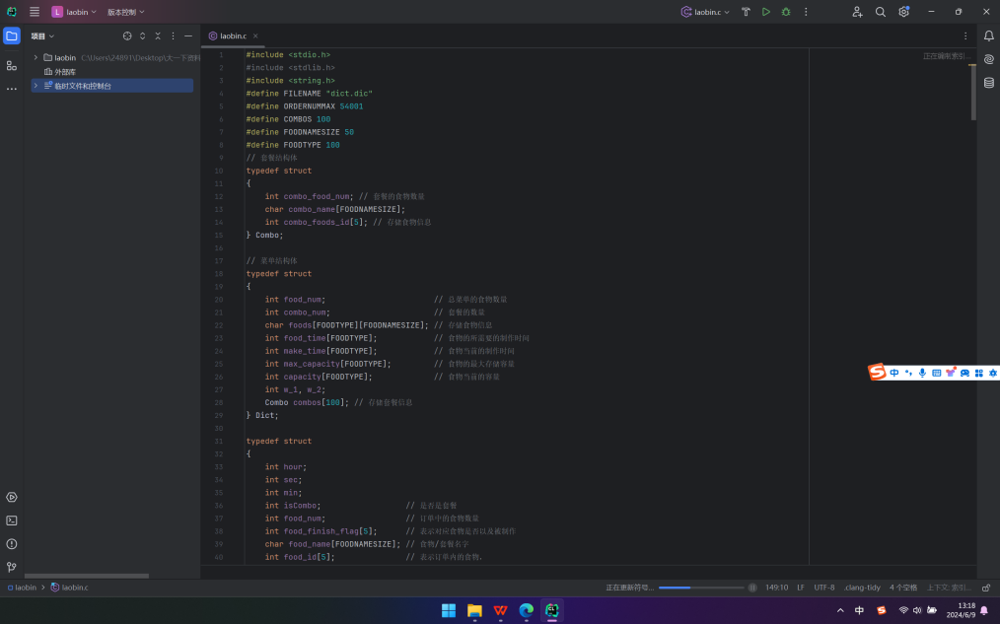 L laobin 版本控制
laobin.c
项目
laobin.c
laobin C:\Users\24891\Desktop\大一下资料
外部库
临时文件和控制台
正在编制索引...
1 #include <stdio.h>
2 #include <stdlib.h>
3 #include <string.h>
4 #define FILENAME "dict.dic"
5 #define ORDERNUMMAX 54001
6 #define COMBOS 100
7 #define FOODNAMESIZE 50
8 #define FOODTYPE 100
9 // 套餐结构体
10 typedef struct
11 {
12 int combo_food_num; // 套餐的食物数量
13 char combo_name[FOODNAMESIZE];
14 int combo_foods_id[5]; // 存储食物信息
15 } Combo;
16
17 // 菜单结构体
18 typedef struct
19 {
20 int food_num; // 总菜单的食物数量
21 int combo_num; // 套餐的数量
22 char foods[FOODTYPE][FOODNAMESIZE]; // 存储食物信息
23 int food_time[FOODTYPE]; // 食物的所需要的制作时间
24 int make_time[FOODTYPE]; // 食物当前的制作时间
25 int max_capacity[FOODTYPE]; // 食物的最大存储容量
26 int capacity[FOODTYPE]; // 食物当前的容量
27 int w_1, w_2;
28 Combo combos[100]; // 存储套餐信息
29 } Dict;
30
31 typedef struct
32 {
33 int hour;
34 int sec;
35 int min;
36 int isCombo; // 是否是套餐
37 int food_num; // 订单中的食物数量
38 int food_finish_flag[5]; // 表示对应食物是否以及被制作
39 char food_name[FOODNAMESIZE]; // 食物/套餐名字
40 int food_id[5]; // 表示订单内的食物,
S 中
laobin > laobin.c
正在更新符号... 149:10 LF UTF-8 .clang-tidy 4 个空格 上下文: 索引...
中 S 13:18
2024/6/9